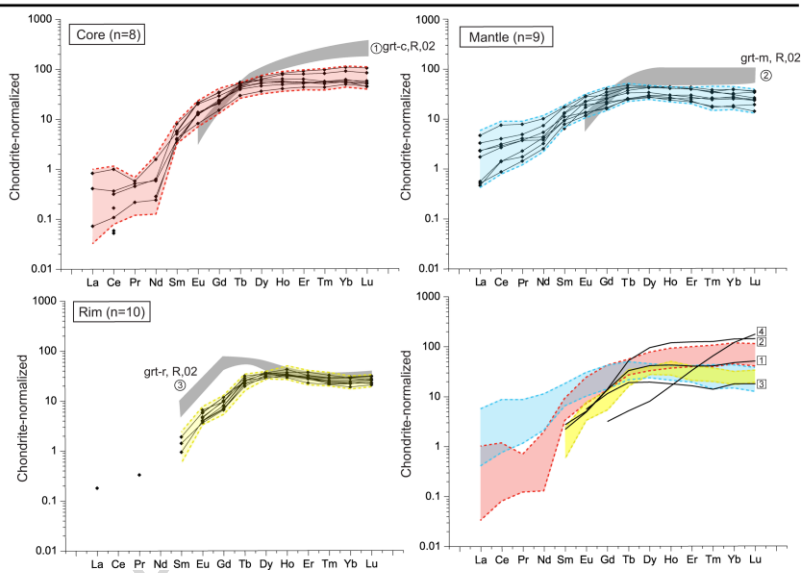 Core (n=8)
①grt-c,R,02
Chondrite-normalized
1000
100
10
1
0.1
0.01
La Ce Pr Nd Sm Eu Gd Tb Dy Ho Er Tm Yb Lu
Mantle (n=9)
grt-m, R,02
②
Chondrite-normalized
1000
100
10
1
0.1
0.01
La Ce Pr Nd Sm Eu Gd Tb Dy Ho Er Tm Yb Lu
Rim (n=10)
grt-r, R,02
③
Chondrite-normalized
1000
100
10
1
0.1
0.01
La Ce Pr Nd Sm Eu Gd Tb Dy Ho Er Tm Yb Lu
Chondrite-normalized
1000
100
10
1
0.1
0.01
4
2
1
3
La Ce Pr Nd Sm Eu Gd Tb Dy Ho Er Tm Yb Lu